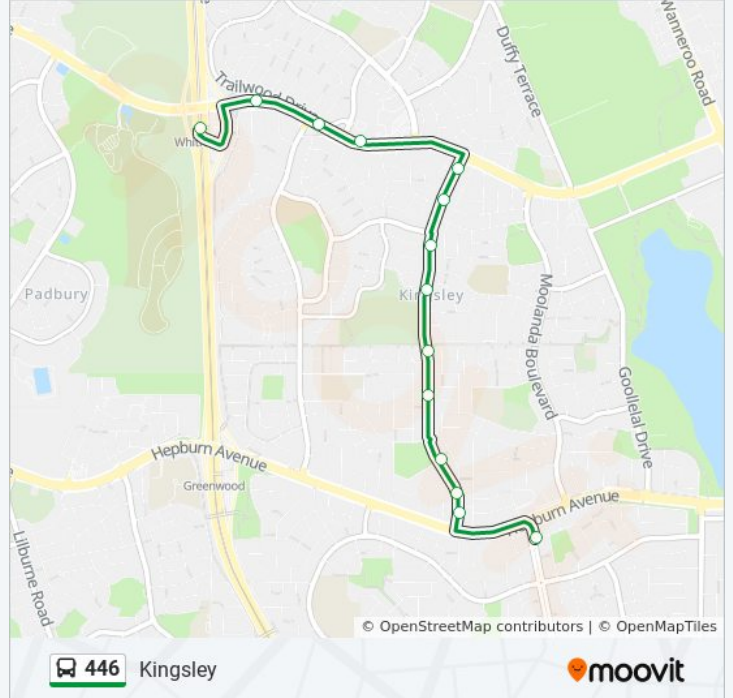 Duffy Terrace
Wanneroo Road
Trailwood Drive
Padbury
Kingsley
Moolanda Boulevard
Goollelal Drive
Hepburn Avenue
Greenwood
Hepburn Avenue
Lilburne Road
© OpenStreetMap contributors | © OpenMapTiles
446 Kingsley
moovit